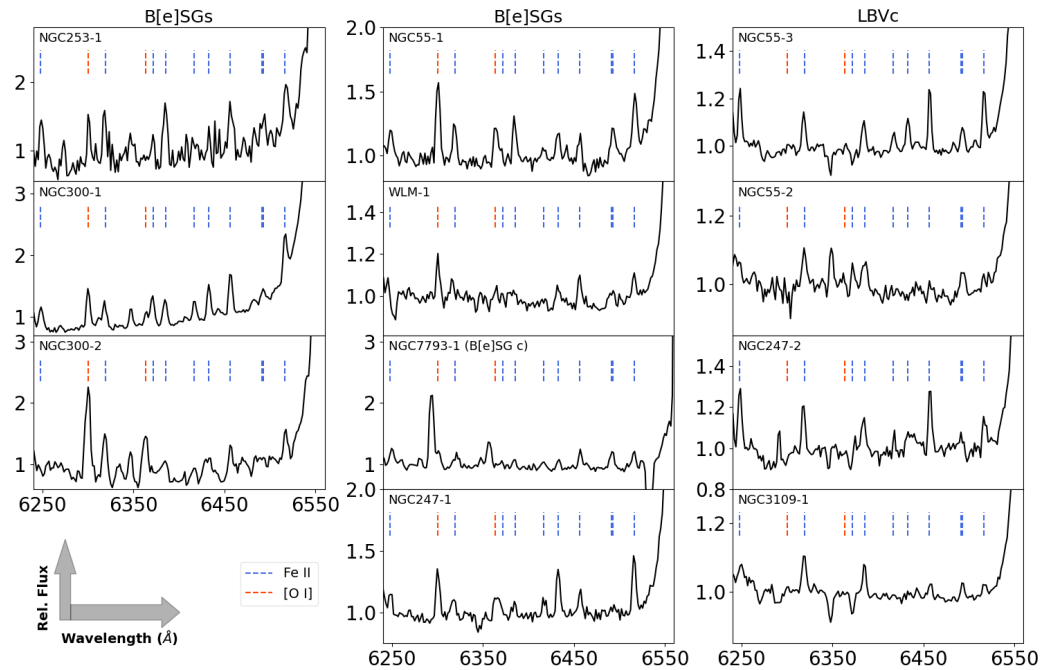 B[e]SGs
NGC253-1
2
1
NGC300-1
3
2
1
NGC300-2
3
2
1
6250 6350 6450 6550
B[e]SGs
NGC55-1
2.0
1.5
1.0
WLM-1
1.4
1.2
1.0
NGC7793-1 (B[e]SG c)
3
2
1
NGC247-1
2.0
1.5
1.0
6250 6350 6450 6550
LBVc
NGC55-3
1.4
1.2
1.0
NGC55-2
1.2
1.0
NGC247-2
1.4
1.2
1.0
0.8
NGC3109-1
1.2
1.0
6250 6350 6450 6550
Rel. Flux
Wavelength (Å)
Fe II
[O I]